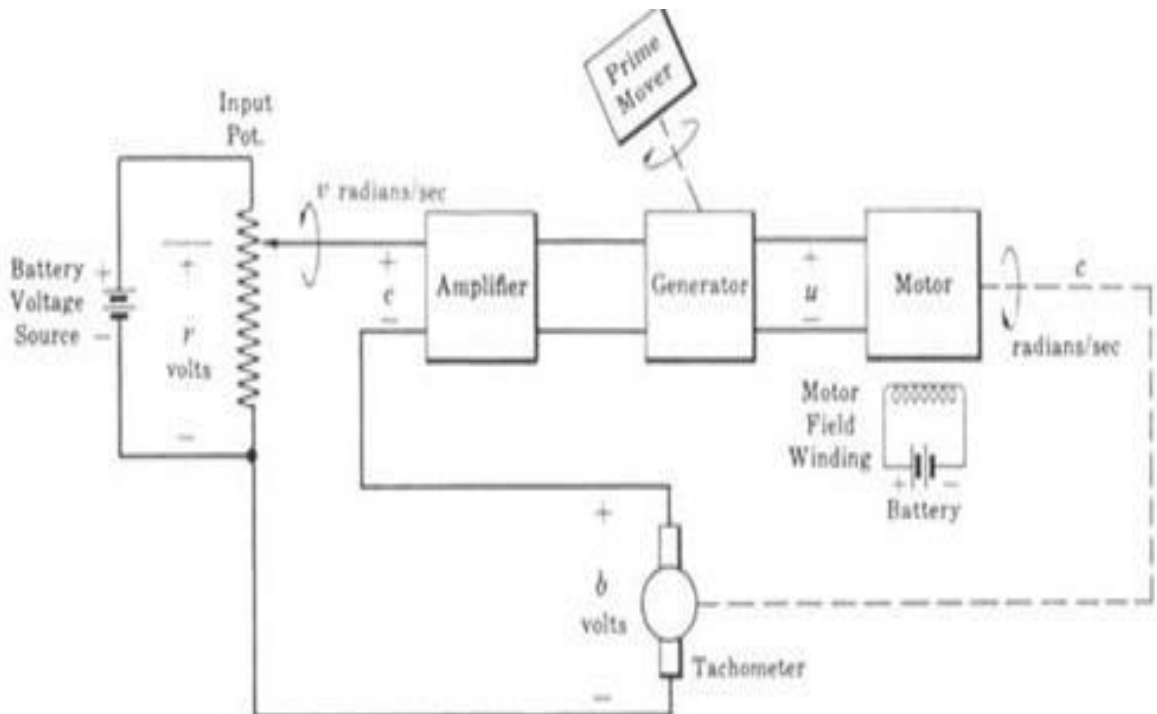 Prime
Mover
Input
Pot.
v radians/sec
Battery
Voltage
Source
+
−
+
r
volts
−
+
e
−
Amplifier
Generator
+
u
−
Motor
c
radians/sec
Motor
Field
Winding
+ −
Battery
+
b
volts
−
Tachometer